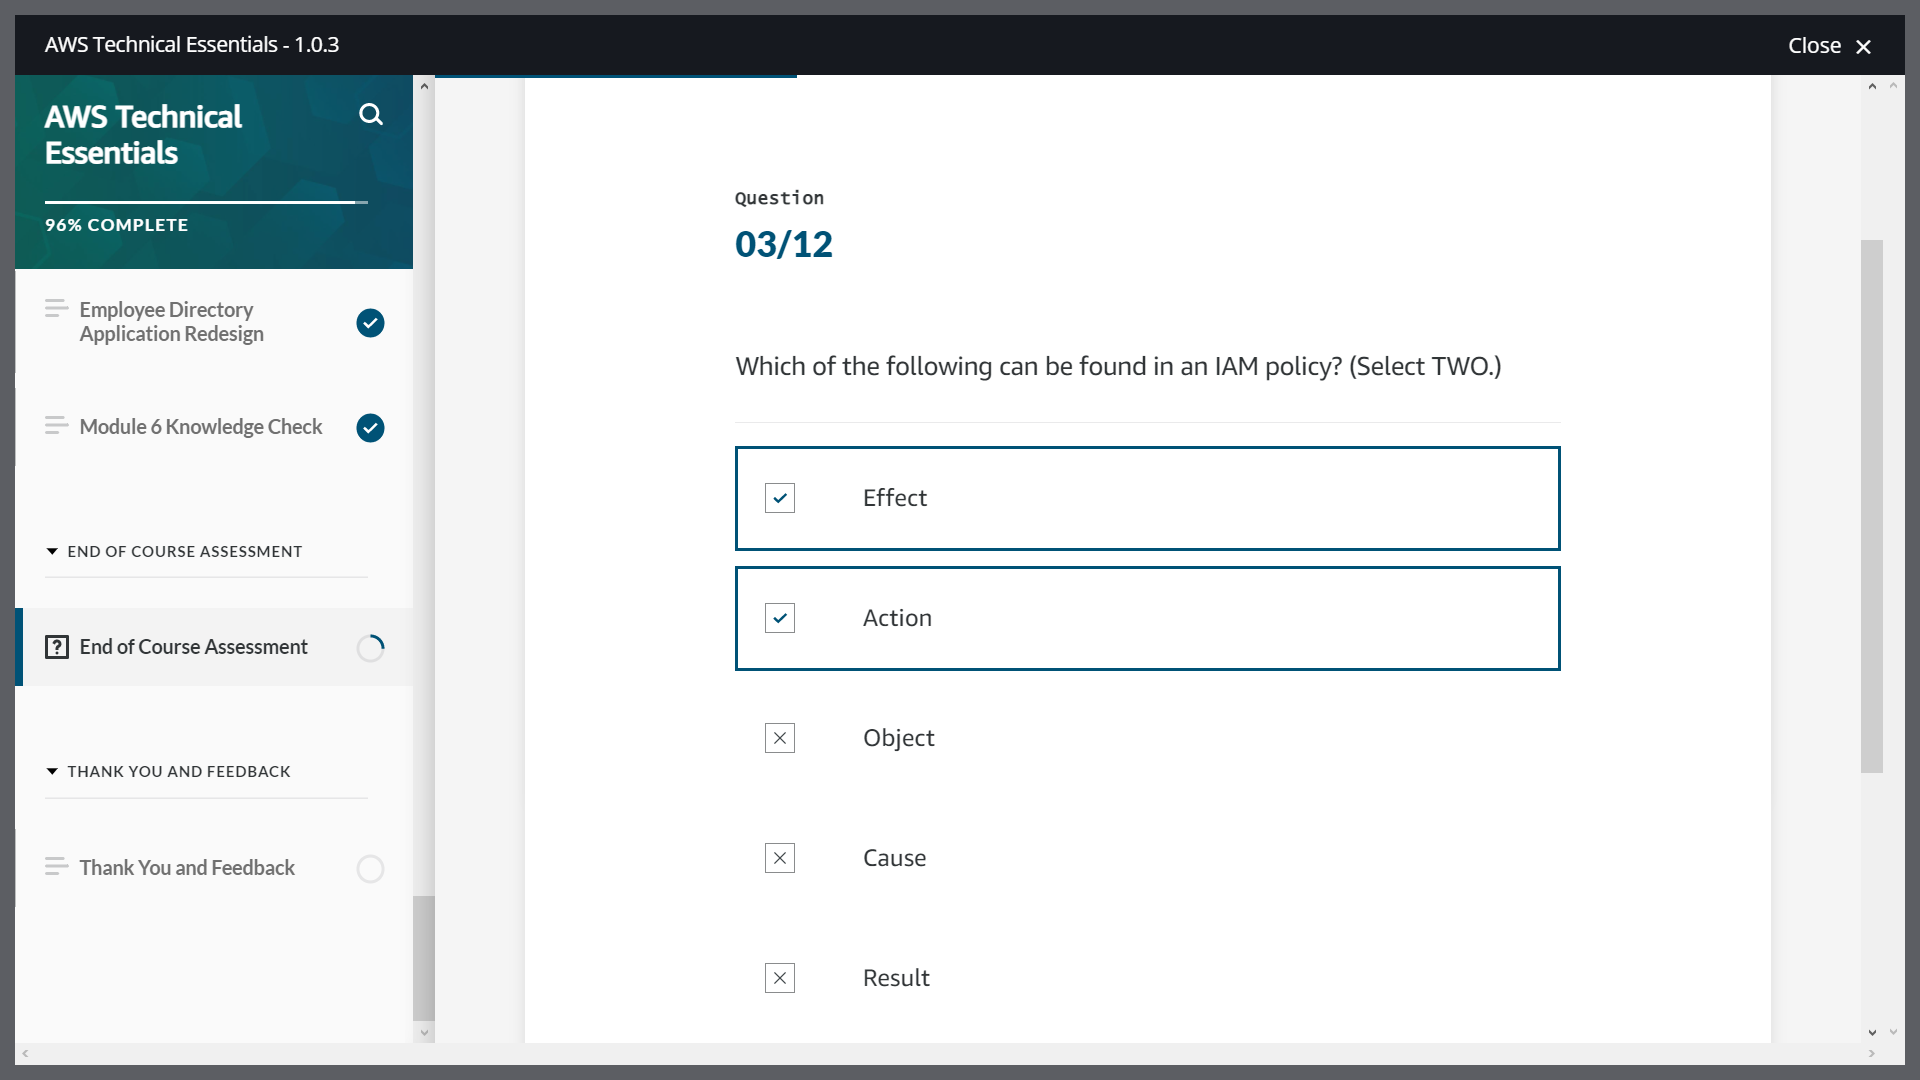 AWS Technical Essentials - 1.0.3
Close
AWS Technical
Essentials
96% COMPLETE
Employee Directory
Application Redesign
Module 6 Knowledge Check
END OF COURSE ASSESSMENT
End of Course Assessment
THANK YOU AND FEEDBACK
Thank You and Feedback
Question
03/12
Which of the following can be found in an IAM policy? (Select TWO.)
Effect
Action
Object
Cause
Result